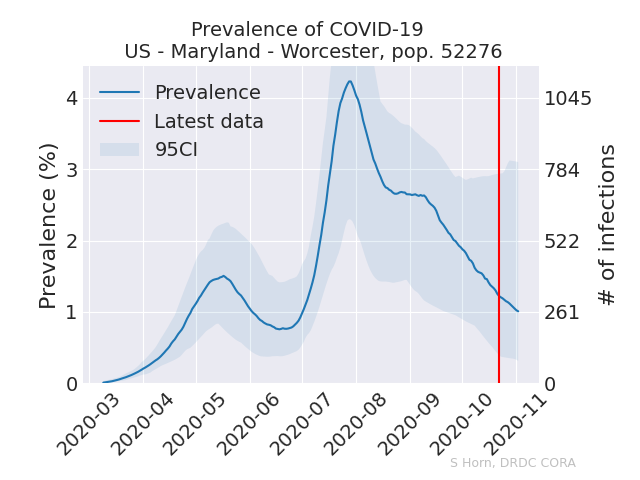 Prevalence of COVID-19
US - Maryland - Worcester, pop. 52276
Prevalence
Latest data
95CI
Prevalence (%)
4
3
2
1
0
1045
784
522
261
0
# of infections
2020-03
2020-04
2020-05
2020-06
2020-07
2020-08
2020-09
2020-10
2020-11
S Horn, DRDC CORA